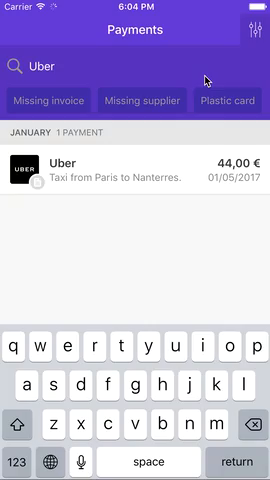 Carrier 6:04 PM
Payments
Uber
Missing invoice Missing supplier Plastic card
JANUARY 1 PAYMENT
UBER
Uber 44,00 €
Taxi from Paris to Nanterres. 01/05/2017
q w e r t y u i o p
a s d f g h j k l
z x c v b n m
123 space return